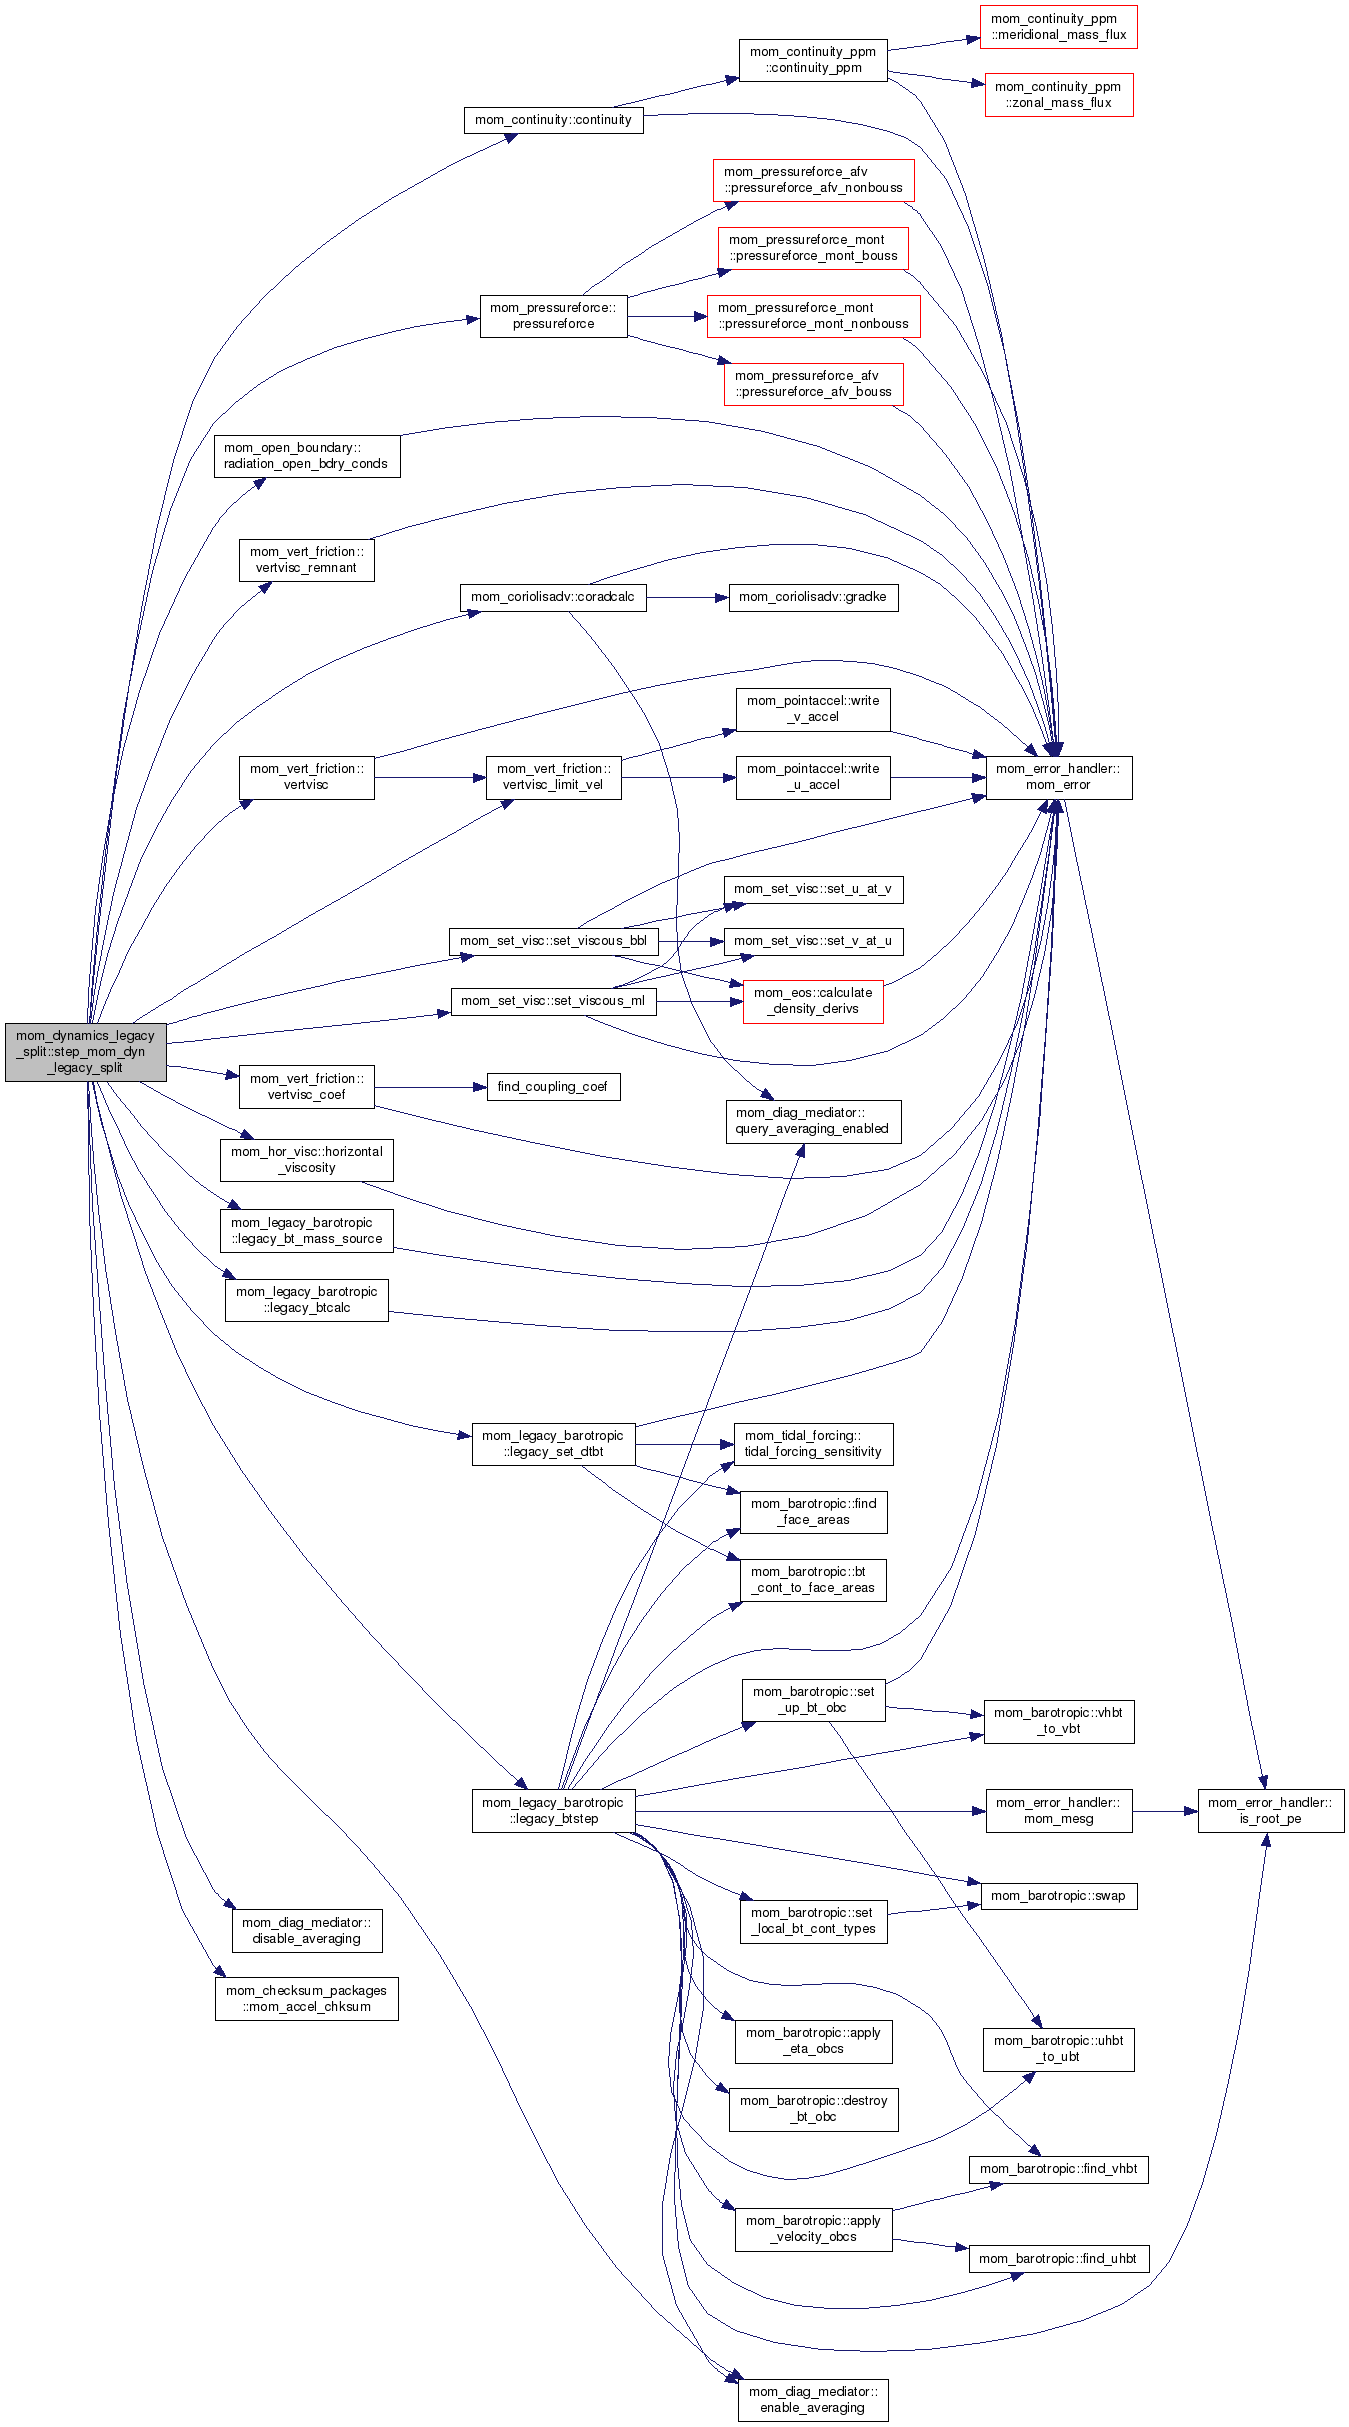 mom_continuity_ppm
::meridional_mass_flux
mom_continuity_ppm
::continuity_ppm
mom_continuity_ppm
::zonal_mass_flux
mom_continuity::continuity
mom_pressureforce_afv
::pressureforce_afv_nonbouss
mom_pressureforce_mont
::pressureforce_mont_bouss
mom_pressureforce::
pressureforce
mom_pressureforce_mont
::pressureforce_mont_nonbouss
mom_pressureforce_afv
::pressureforce_afv_bouss
mom_open_boundary::
radiation_open_bdry_conds
mom_vert_friction::
vertvisc_remnant
mom_coriolisadv::coradcalc
mom_coriolisadv::gradke
mom_pointaccel::write
_v_accel
mom_vert_friction::
vertvisc
mom_vert_friction::
vertvisc_limit_vel
mom_pointaccel::write
_u_accel
mom_error_handler::
mom_error
mom_set_visc::set_u_at_v
mom_set_visc::set_viscous_bbl
mom_set_visc::set_v_at_u
mom_set_visc::set_viscous_ml
mom_eos::calculate
_density_derivs
mom_dynamics_legacy
_split::step_mom_dyn
_legacy_split
mom_vert_friction::
vertvisc_coef
find_coupling_coef
mom_diag_mediator::
query_averaging_enabled
mom_hor_visc::horizontal
_viscosity
mom_legacy_barotropic
::legacy_bt_mass_source
mom_legacy_barotropic
::legacy_btcalc
mom_legacy_barotropic
::legacy_set_dtbt
mom_tidal_forcing::
tidal_forcing_sensitivity
mom_barotropic::find
_face_areas
mom_barotropic::bt
_cont_to_face_areas
mom_barotropic::set
_up_bt_obc
mom_barotropic::vhbt
_to_vbt
mom_legacy_barotropic
::legacy_btstep
mom_error_handler::
mom_mesg
mom_error_handler::
is_root_pe
mom_barotropic::swap
mom_barotropic::set
_local_bt_cont_types
mom_diag_mediator::
disable_averaging
mom_checksum_packages
::mom_accel_chksum
mom_barotropic::apply
_eta_obcs
mom_barotropic::uhbt
_to_ubt
mom_barotropic::destroy
_bt_obc
mom_barotropic::find_vhbt
mom_barotropic::apply
_velocity_obcs
mom_barotropic::find_uhbt
mom_diag_mediator::
enable_averaging